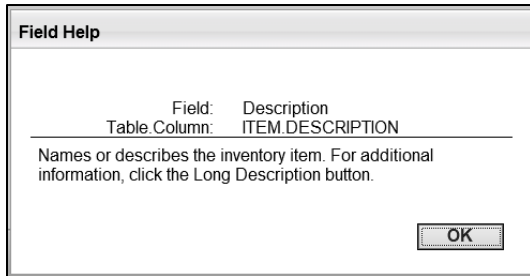 Field Help
Field: Description
Table.Column: ITEM.DESCRIPTION
Names or describes the inventory item. For additional
information, click the Long Description button.
OK